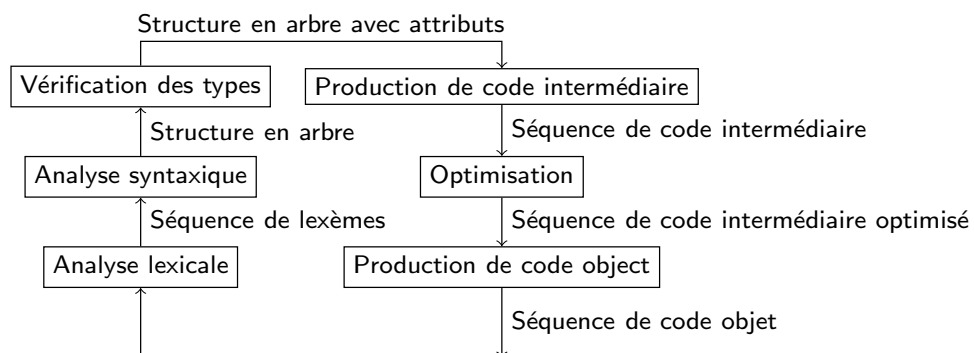 Structure en arbre avec attributs
Vérification des types
Production de code intermédiaire
Structure en arbre
Séquence de code intermédiaire
Analyse syntaxique
Optimisation
Séquence de lexèmes
Séquence de code intermédiaire optimisé
Analyse lexicale
Production de code object
Séquence de code objet